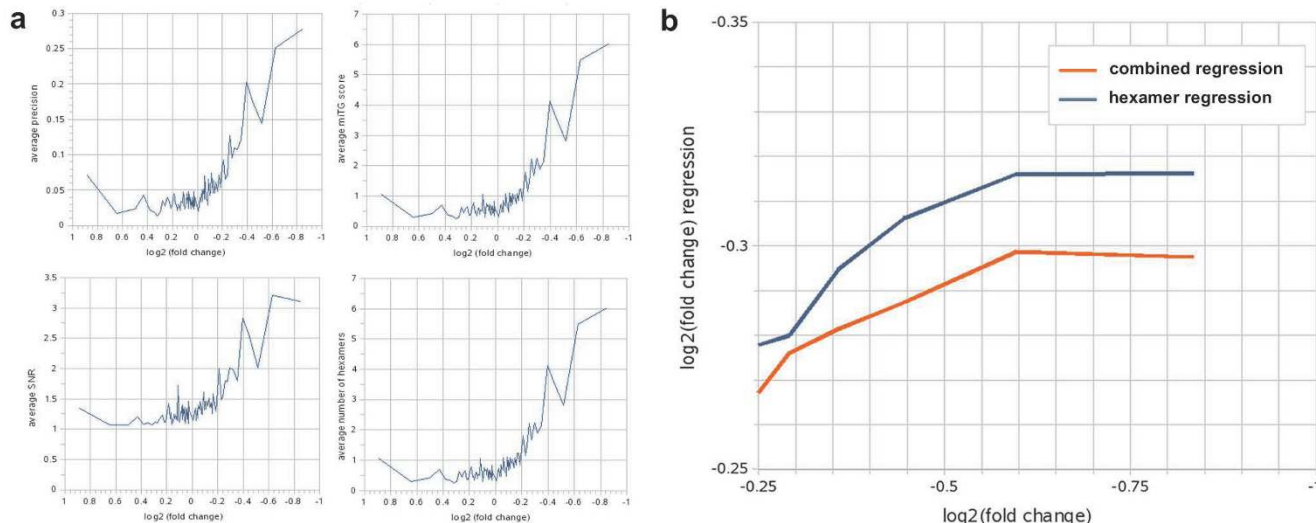 a
0.3
0.25
0.2
0.15
0.1
0.05
0
average precision
1 0.8 0.6 0.4 0.2 0 -0.2 -0.4 -0.6 -0.8 -1
log2 (fold change)
7
6
5
4
3
2
1
0
average miTG score
1 0.8 0.6 0.4 0.2 0 -0.2 -0.4 -0.6 -0.8 -1
log2 (fold change)
3.5
3
2.5
2
1.5
1
0.5
0
average SNR
1 0.8 0.6 0.4 0.2 0 -0.2 -0.4 -0.6 -0.8 -1
log2 (fold change)
7
6
5
4
3
2
1
0
average number of hexamers
1 0.8 0.6 0.4 0.2 0 -0.2 -0.4 -0.6 -0.8 -1
log2 (fold change)
b
-0.35
-0.3
-0.25
log2(fold change) regression
combined regression
hexamer regression
-0.25 -0.5 -0.75
log2(fold change)